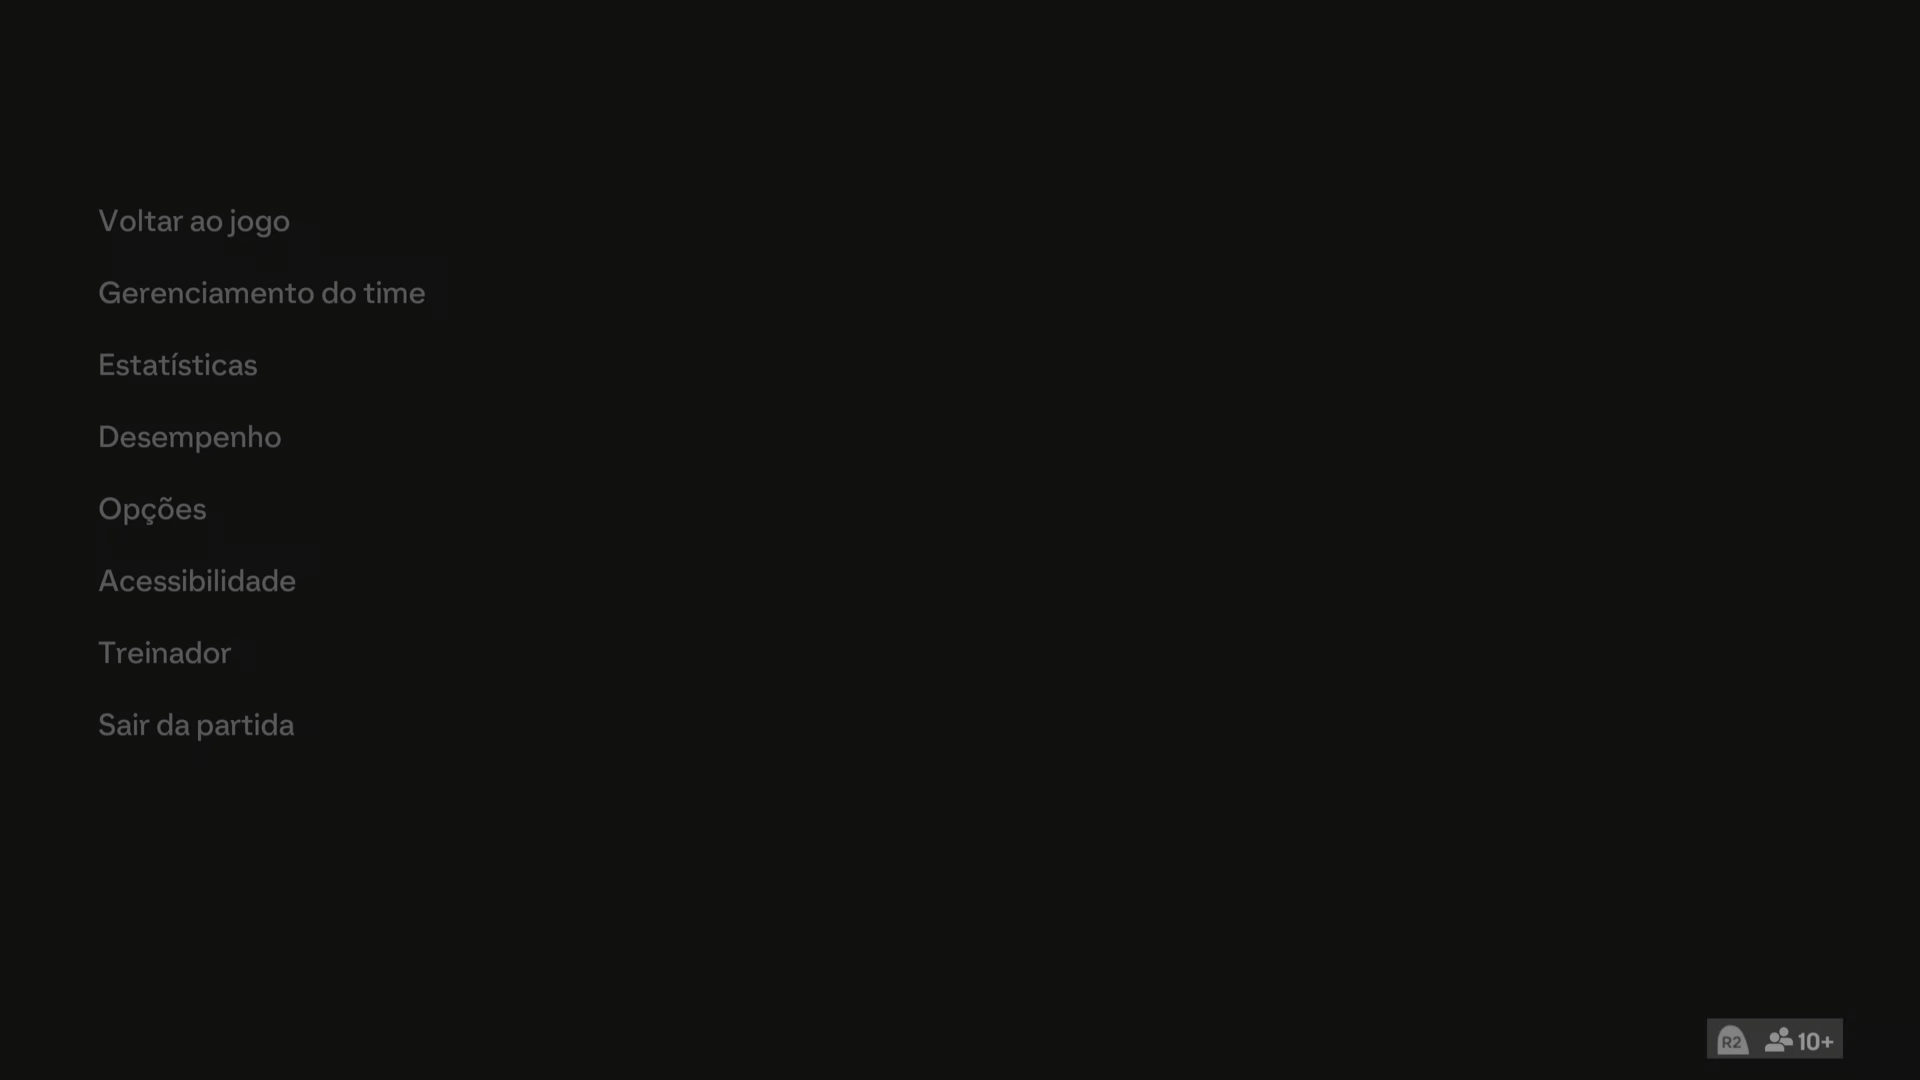 Voltar ao jogo
Gerenciamento do time
Estatísticas
Desempenho
Opções
Acessibilidade
Treinador
Sair da partida
R2 10+